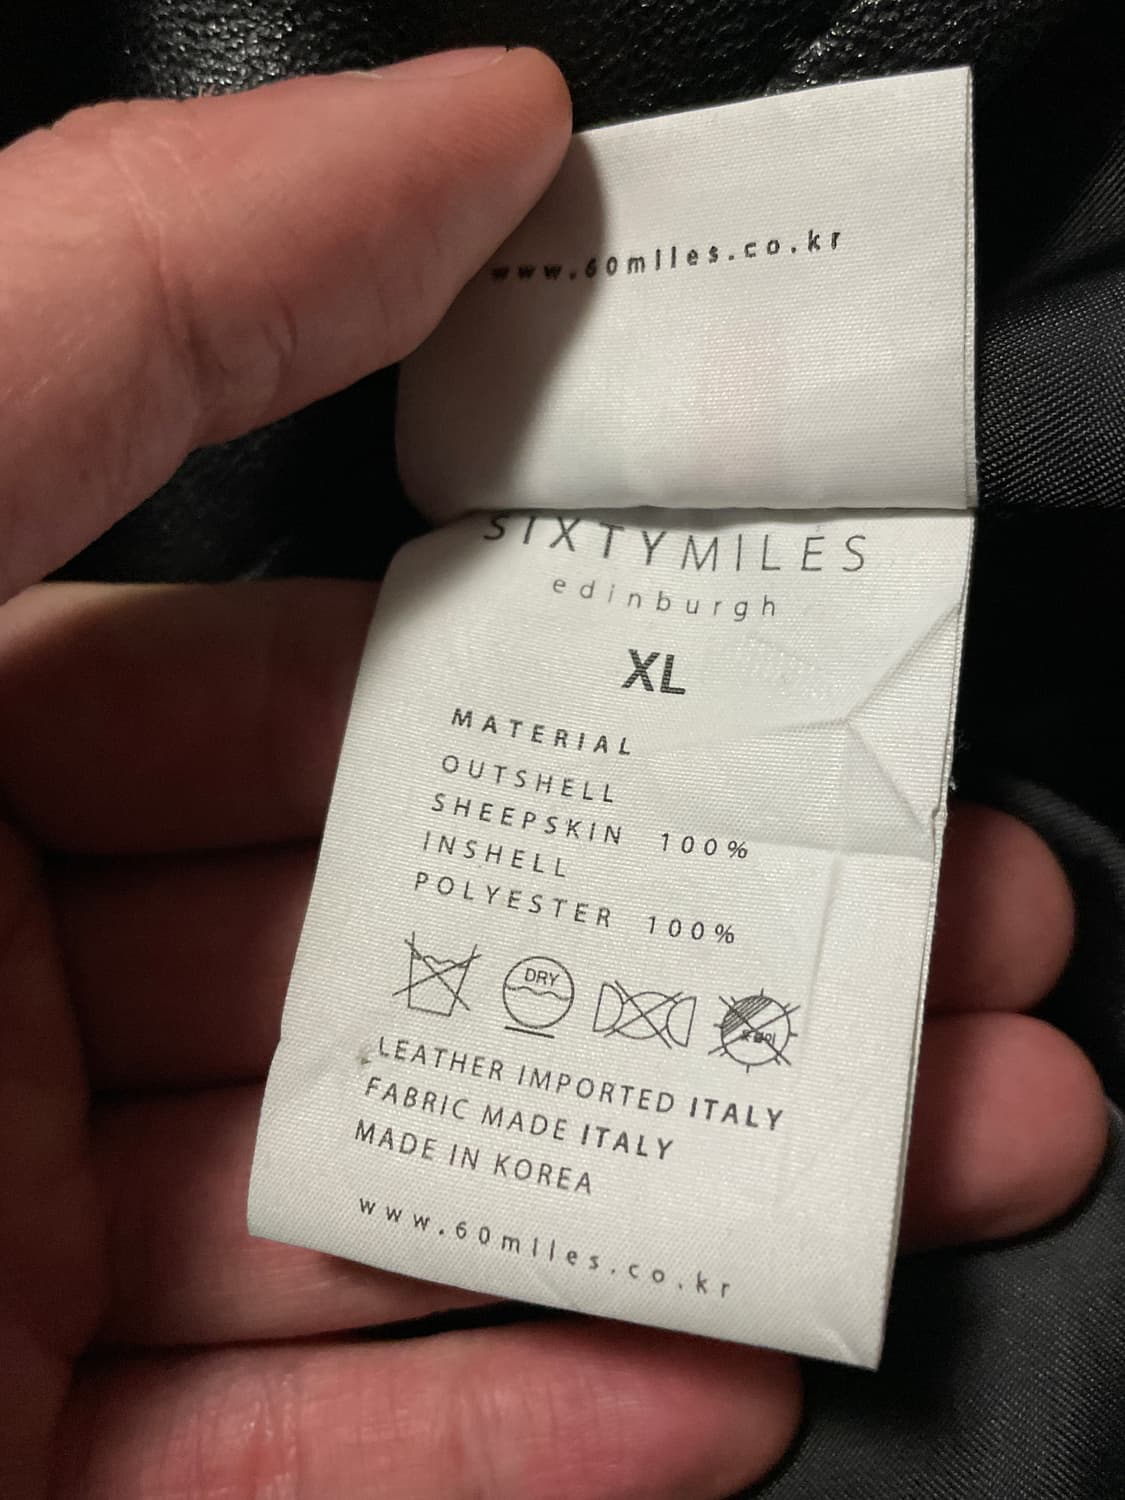 www.60miles.co.kr
SIXTYMILES
edinburgh
XL
MATERIAL
OUTSHELL
SHEEPSKIN 100%
INSHELL
POLYESTER 100%
DRY
LEATHER IMPORTED ITALY
FABRIC MADE ITALY
MADE IN KOREA
www.60miles.co.kr